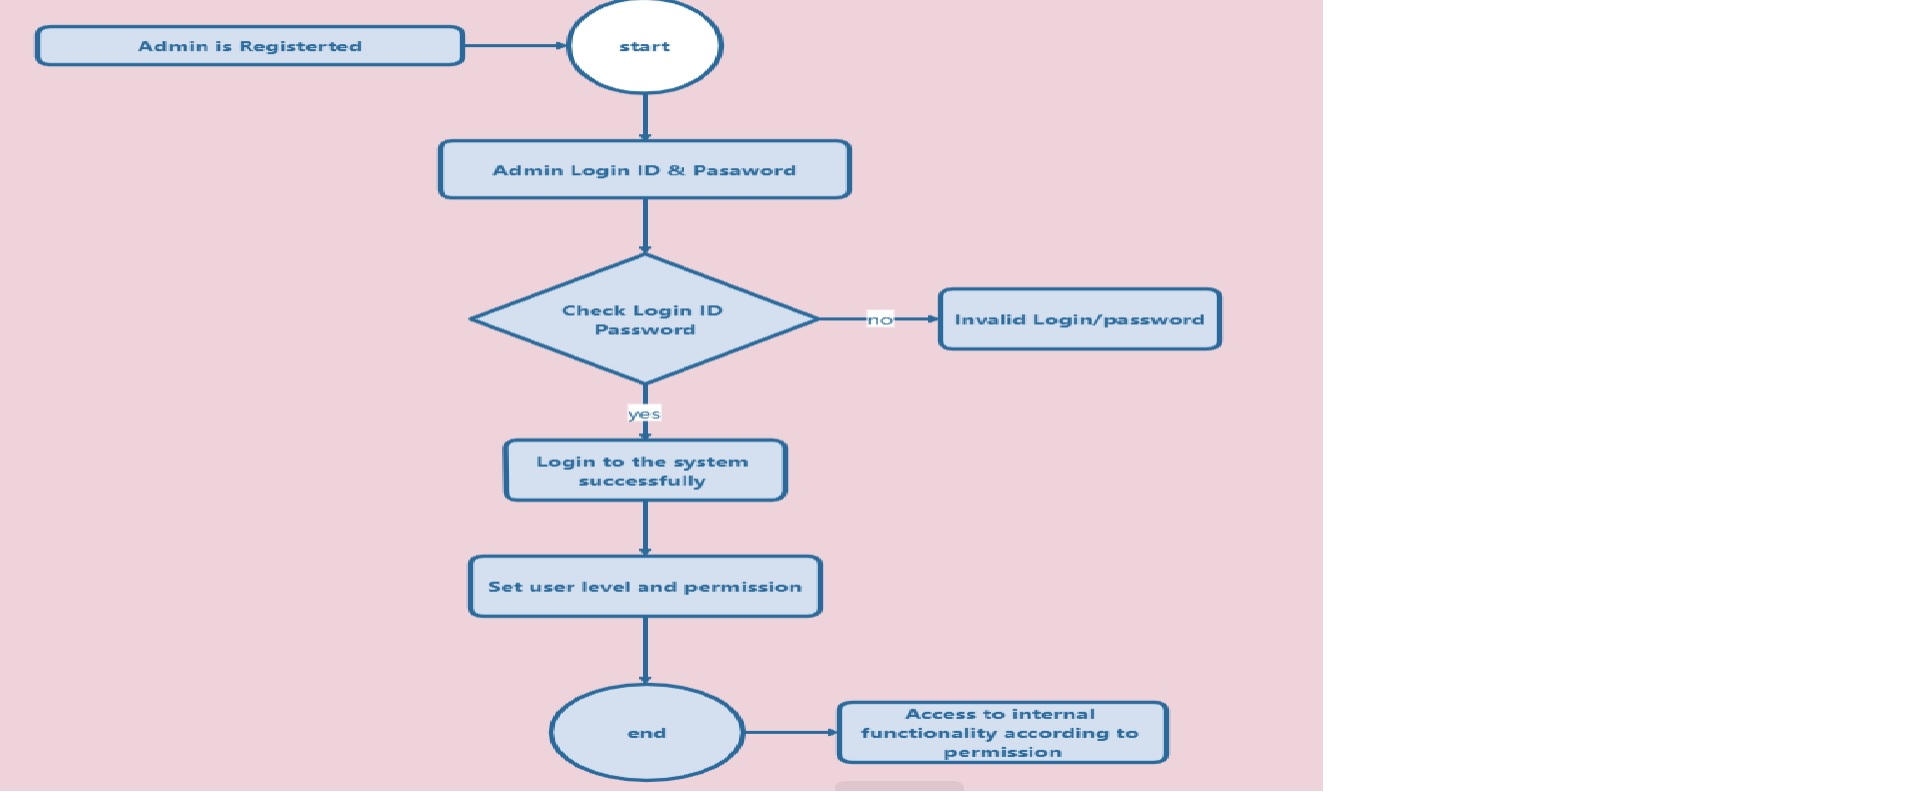 Admin is Registerted
start
Admin Login ID & Pasaword
Check Login ID
Password
no
Invalid Login/password
yes
Login to the system
successfully
Set user level and permission
end
Access to internal
functionality according to
permission